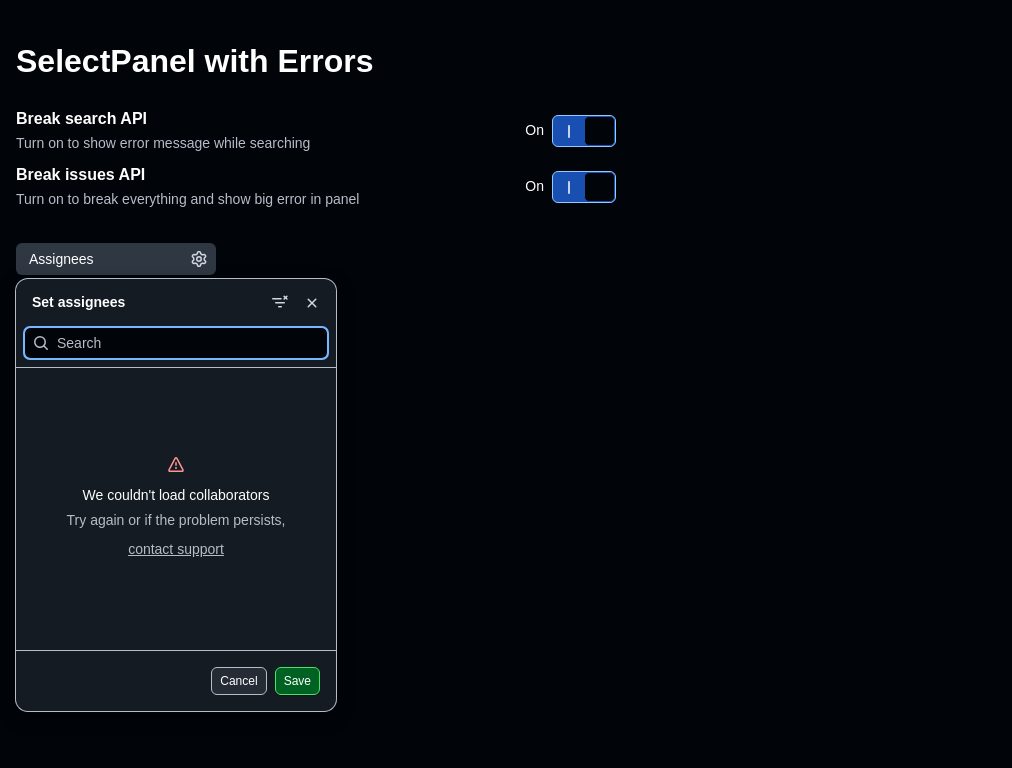 SelectPanel with Errors
Break search API
Turn on to show error message while searching
On
Break issues API
Turn on to break everything and show big error in panel
On
Assignees
Set assignees
Search
We couldn't load collaborators
Try again or if the problem persists,
contact support
Cancel
Save